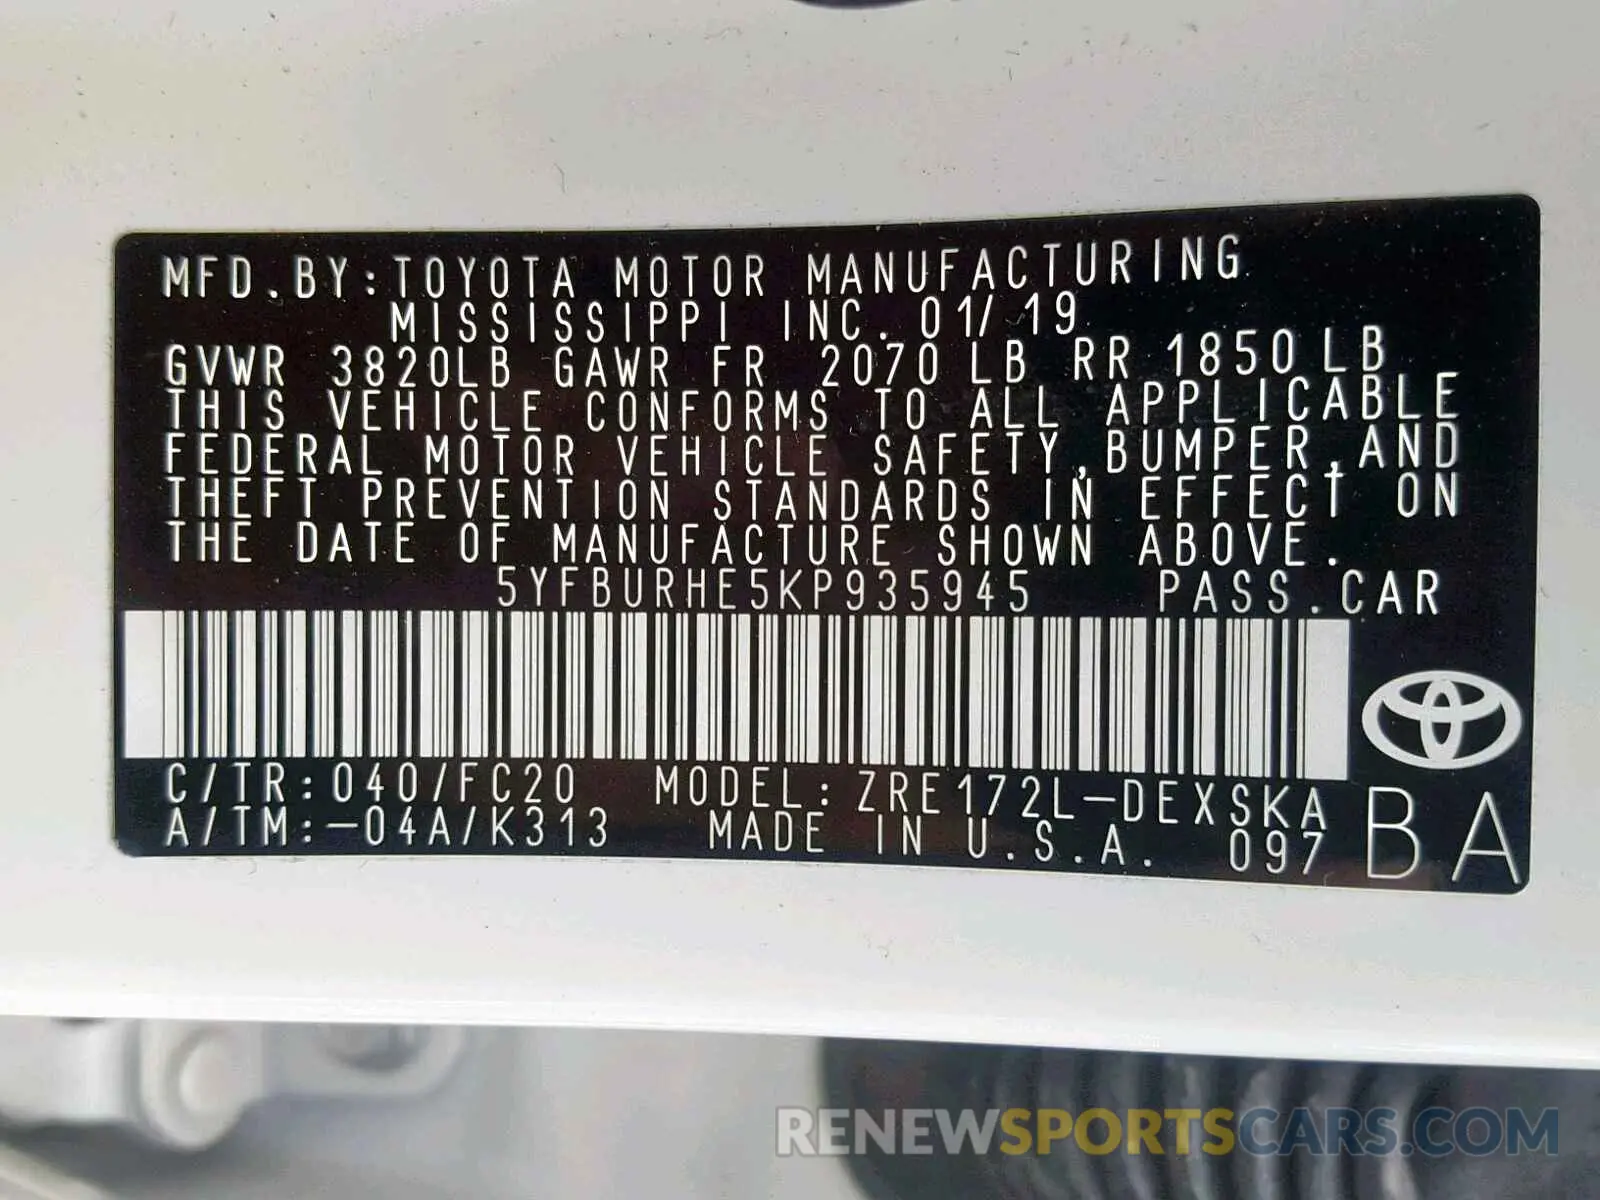 MFD.BY:TOYOTA MOTOR MANUFACTURING
MISSISSIPPI INC. 01/ 19
GVWR 3820LB GAWR FR 2070 LB RR 1850 LB
THIS VEHICLE CONFORMS TO ALL APPLICABLE
FEDERAL MOTOR VEHICLE SAFETY,BUMPER,AND
THEFT PREVENTION STANDARDS IN EFFECT ON
THE DATE OF MANUFACTURE SHOWN ABOVE.
5YFBURHE5KP935945 PASS.CAR
C/TR:040/FC20 MODEL:ZRE172L-DEXSKA
A/TM:-04A/K313 MADE IN U.S.A. 097
BA
RENEWSPORTSCARS.COM